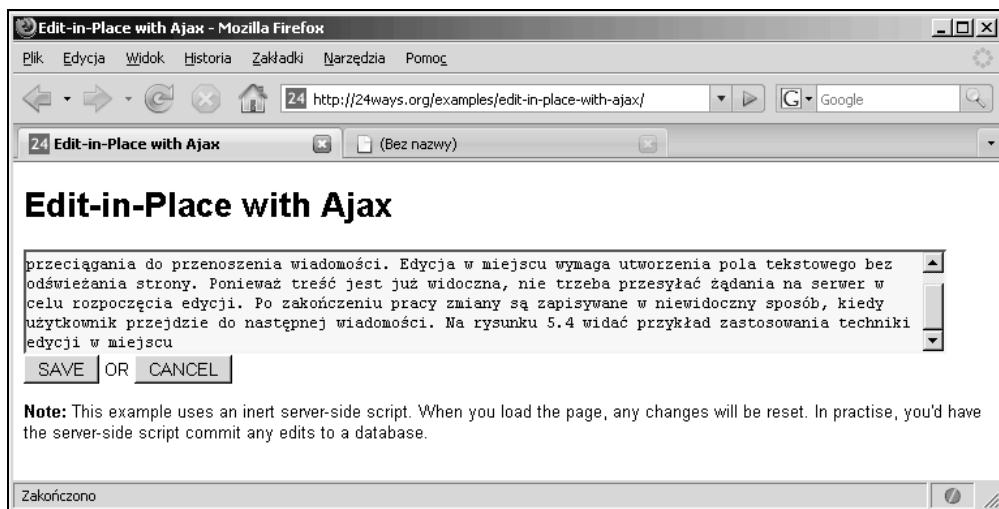 Edit-in-Place with Ajax - Mozilla Firefox
Plik Edycja Widok Historia Zakładki Narzędzia Pomoc
24 http://24ways.org/examples/edit-in-place-with-ajax/ G Google
24 Edit-in-Place with Ajax (Bez nazwy)
Edit-in-Place with Ajax
przeciągania do przenoszenia wiadomości. Edycja w miejscu wymaga utworzenia pola tekstowego bez
odświeżania strony. Ponieważ treść jest już widoczna, nie trzeba przesyłać żądania na serwer w
celu rozpoczęcia edycji. Po zakończeniu pracy zmiany są zapisywane w niewidoczny sposób, kiedy
użytkownik przejdzie do następnej wiadomości. Na rysunku 5.4 widać przykład zastosowania techniki
edycji w miejscu
SAVE OR CANCEL
Note: This example uses an inert server-side script. When you load the page, any changes will be reset. In practise, you'd have
the server-side script commit any edits to a database.
Zakończono